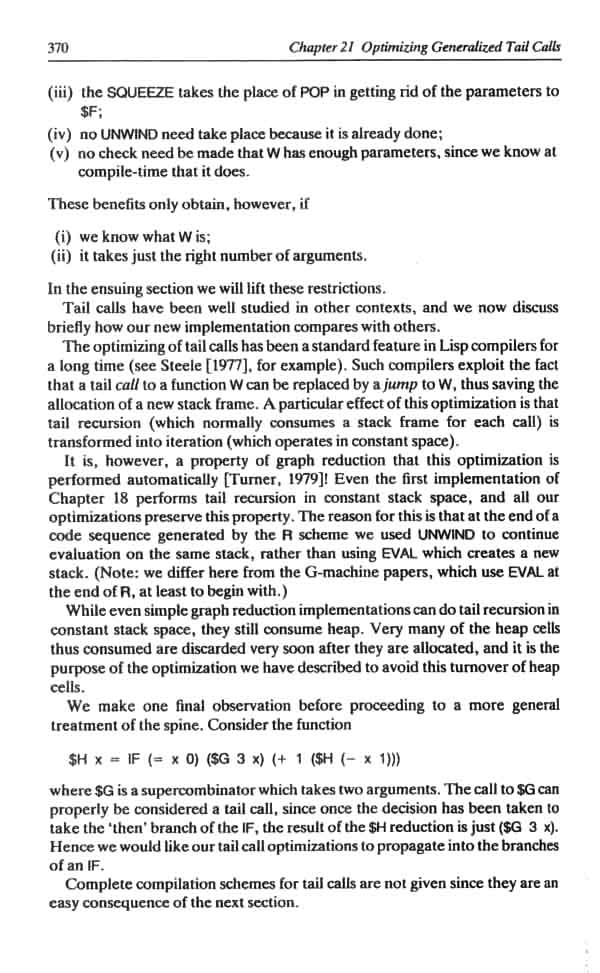 370 Chapter 21 Optimizing Generalized Tail Calls
(iii) the SQUEEZE takes the place of POP in getting rid of the parameters to
$F;
(iv) no UNWIND need take place because it is already done;
(v) no check need be made that W has enough parameters, since we know at
compile-time that it does.
These benefits only obtain, however, if
(i) we know what W is;
(ii) it takes just the right number of arguments.
In the ensuing section we will lift these restrictions.
Tail calls have been well studied in other contexts, and we now discuss
briefly how our new implementation compares with others.
The optimizing of tail calls has been a standard feature in Lisp compilers for
a long time (see Steele [1977], for example). Such compilers exploit the fact
that a tail call to a function W can be replaced by a jump to W, thus saving the
allocation of a new stack frame. A particular effect of this optimization is that
tail recursion (which normally consumes a stack frame for each call) is
transformed into iteration (which operates in constant space).
It is, however, a property of graph reduction that this optimization is
performed automatically [Turner, 1979]! Even the first implementation of
Chapter 18 performs tail recursion in constant stack space, and all our
optimizations preserve this property. The reason for this is that at the end of a
code sequence generated by the R scheme we used UNWIND to continue
evaluation on the same stack, rather than using EVAL which creates a new
stack. (Note: we differ here from the G-machine papers, which use EVAL at
the end of R, at least to begin with.)
While even simple graph reduction implementations can do tail recursion in
constant stack space, they still consume heap. Very many of the heap cells
thus consumed are discarded very soon after they are allocated, and it is the
purpose of the optimization we have described to avoid this turnover of heap
cells.
We make one final observation before proceeding to a more general
treatment of the spine. Consider the function
$H x = IF (= x 0) ($G 3 x) (+ 1 ($H (- x 1)))
where $G is a supercombinator which takes two arguments. The call to $G can
properly be considered a tail call, since once the decision has been taken to
take the 'then' branch of the IF, the result of the $H reduction is just ($G 3 x).
Hence we would like our tail call optimizations to propagate into the branches
of an IF.
Complete compilation schemes for tail calls are not given since they are an
easy consequence of the next section.